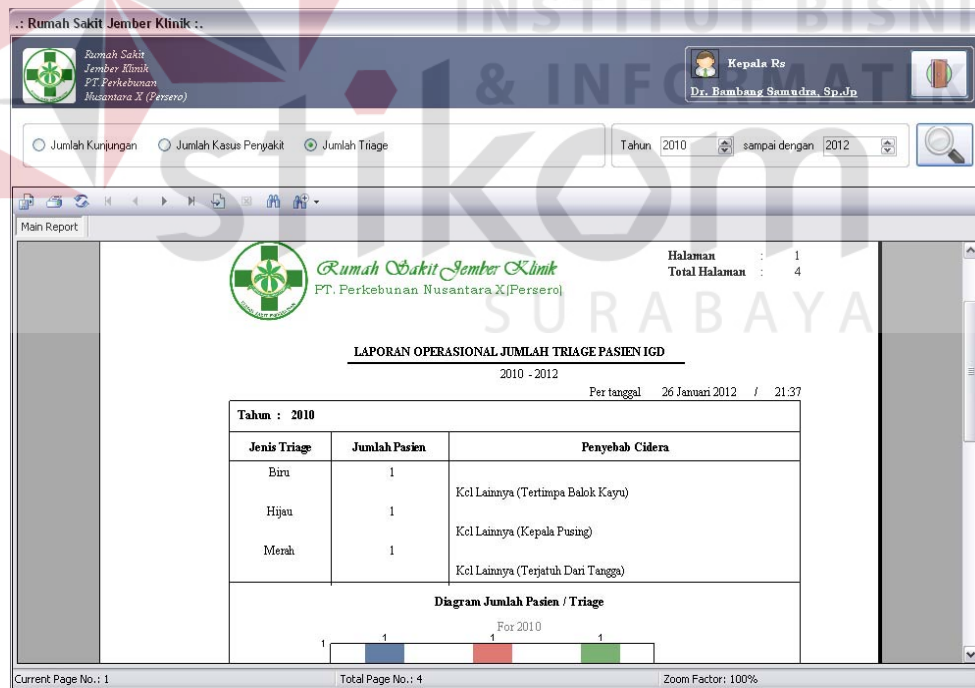 INSTITUT BISNIS
.: Rumah Sakit Jember Klinik :.
Rumah Sakit
Jember Klinik
PT.Perkebunan
Nusantara X (Persero)
Kepala Rs
Dr. Bambang Samudra, Sp.Jp
& INFORMATIKA
Jumlah Kunjungan Jumlah Kasus Penyakit Jumlah Triage Tahun 2010 sampai dengan 2012
stikom
SURABAYA
Main Report
Rumah Sakit Jember Klinik
PT. Perkebunan Nusantara X(Persero)
Halaman : 1
Total Halaman : 4
LAPORAN OPERASIONAL JUMLAH TRIAGE PASIEN IGD
2010 - 2012
Per tanggal 26 Januari 2012 / 21:37
Tahun : 2010
Jenis Triage Jumlah Pasien Penyebab Cidera
Biru 1
Kcl Lainnya (Tertimpa Balok Kayu)
Hijau 1
Kcl Lainnya (Kepala Pusing)
Merah 1
Kcl Lainnya (Terjatuh Dari Tangga)
Diagram Jumlah Pasien / Triage
For 2010
1 1 1 1
Current Page No.: 1 Total Page No.: 4 Zoom Factor: 100%